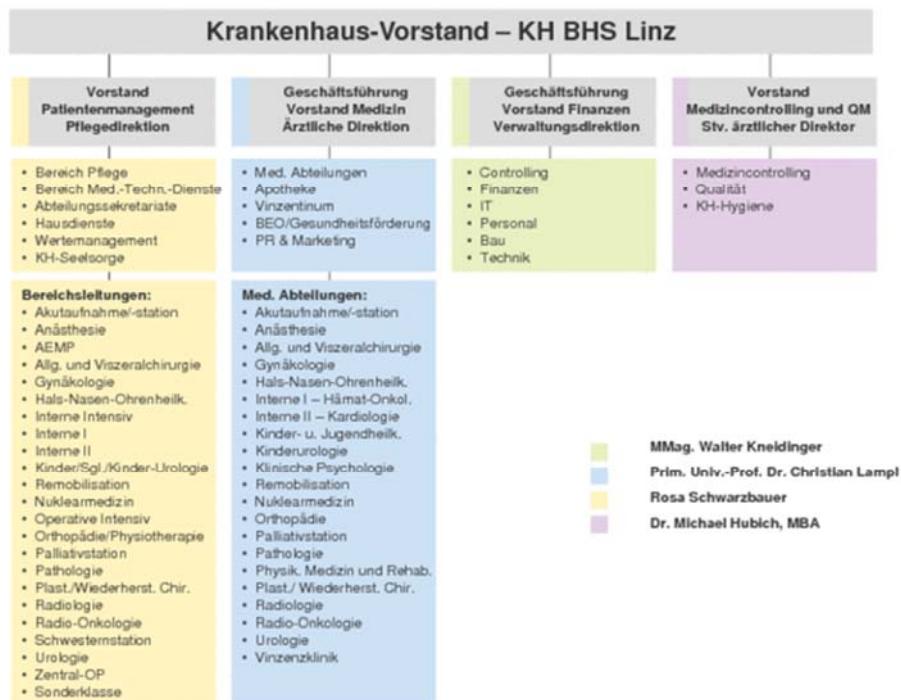 Krankenhaus-Vorstand – KH BHS Linz
Vorstand
Patientenmanagement
Pflegedirektion
Geschäftsführung
Vorstand Medizin
Ärztliche Direktion
Geschäftsführung
Vorstand Finanzen
Verwaltungsdirektion
Vorstand
Medizincontrolling und QM
Stv. ärztlicher Direktor
• Bereich Pflege
• Bereich Med.-Techn.-Dienste
• Abteilungssekretariate
• Hausdienste
• Wertemanagement
• KH-Seelsorge
• Med. Abteilungen
• Apotheke
• Vinzentinum
• BEO/Gesundheitsförderung
• PR & Marketing
• Controlling
• Finanzen
• IT
• Personal
• Bau
• Technik
• Medizincontrolling
• Qualität
• KH-Hygiene
Bereichsleitungen:
• Akutaufnahme/-station
• Anästhesie
• AEMP
• Allg. und Viszeralchirurgie
• Gynäkologie
• Hals-Nasen-Ohrenheilk.
• Interne Intensiv
• Interne I
• Interne II
• Kinder/Sgl./Kinder-Urologie
• Remobilisation
• Nuklearmedizin
• Operative Intensiv
• Orthopädie/Physiotherapie
• Palliativstation
• Pathologie
• Plast./Wiederherst. Chir.
• Radiologie
• Radio-Onkologie
• Schwesternstation
• Urologie
• Zentral-OP
• Sonderklasse
Med. Abteilungen:
• Akutaufnahme/-station
• Anästhesie
• Allg. und Viszeralchirurgie
• Gynäkologie
• Hals-Nasen-Ohrenheilk.
• Interne I – Hämat-Onkol.
• Interne II – Kardiologie
• Kinder- u. Jugendheilk.
• Kinderurologie
• Klinische Psychologie
• Remobilisation
• Nuklearmedizin
• Orthopädie
• Palliativstation
• Pathologie
• Physik. Medizin und Rehab.
• Plast./ Wiederherst. Chir.
• Radiologie
• Radio-Onkologie
• Urologie
• Vinzenzklinik
MMag. Walter Kneidinger
Prim. Univ.-Prof. Dr. Christian Lampl
Rosa Schwarzbauer
Dr. Michael Hubich, MBA